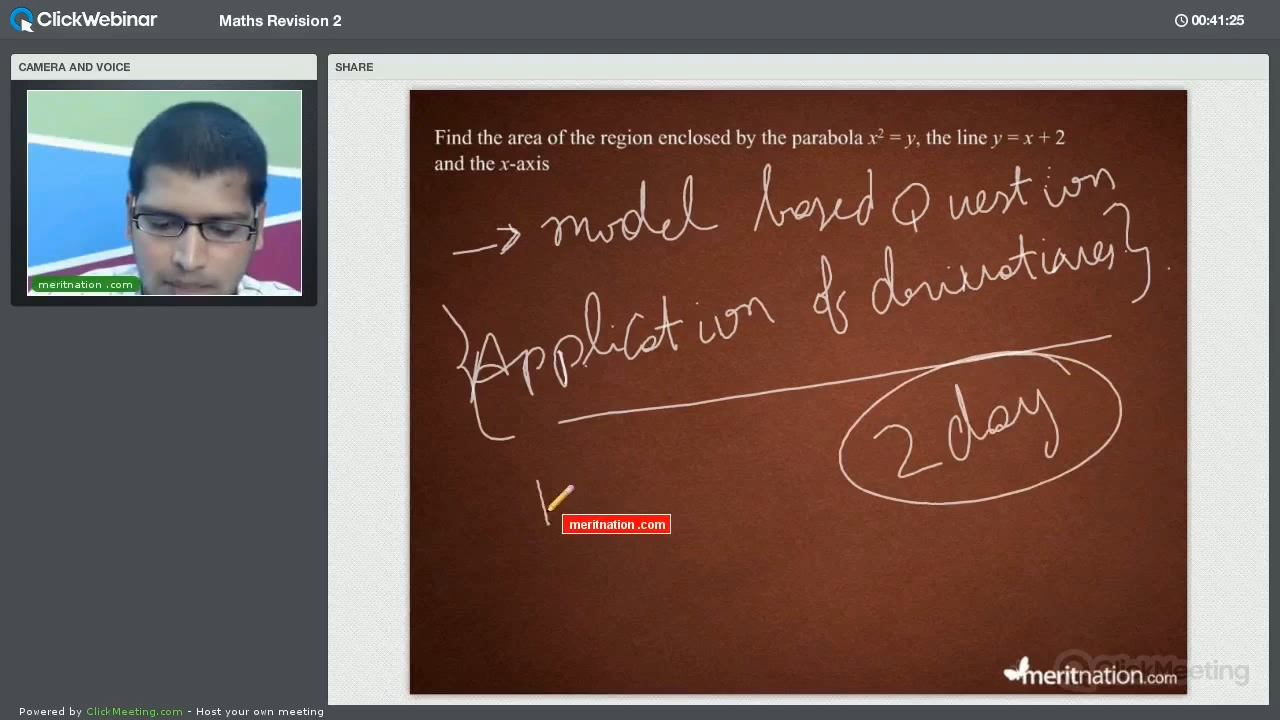 ClickWebinar
Maths Revision 2
00:41:25
CAMERA AND VOICE
SHARE
meritnation .com
Find the area of the region enclosed by the parabola x² = y, the line y = x + 2
and the x-axis
→ model based Question
{Application of derivatives}
2 day
meritnation .com
meritnation.com
ClickMeeting
Powered by ClickMeeting.com - Host your own meeting